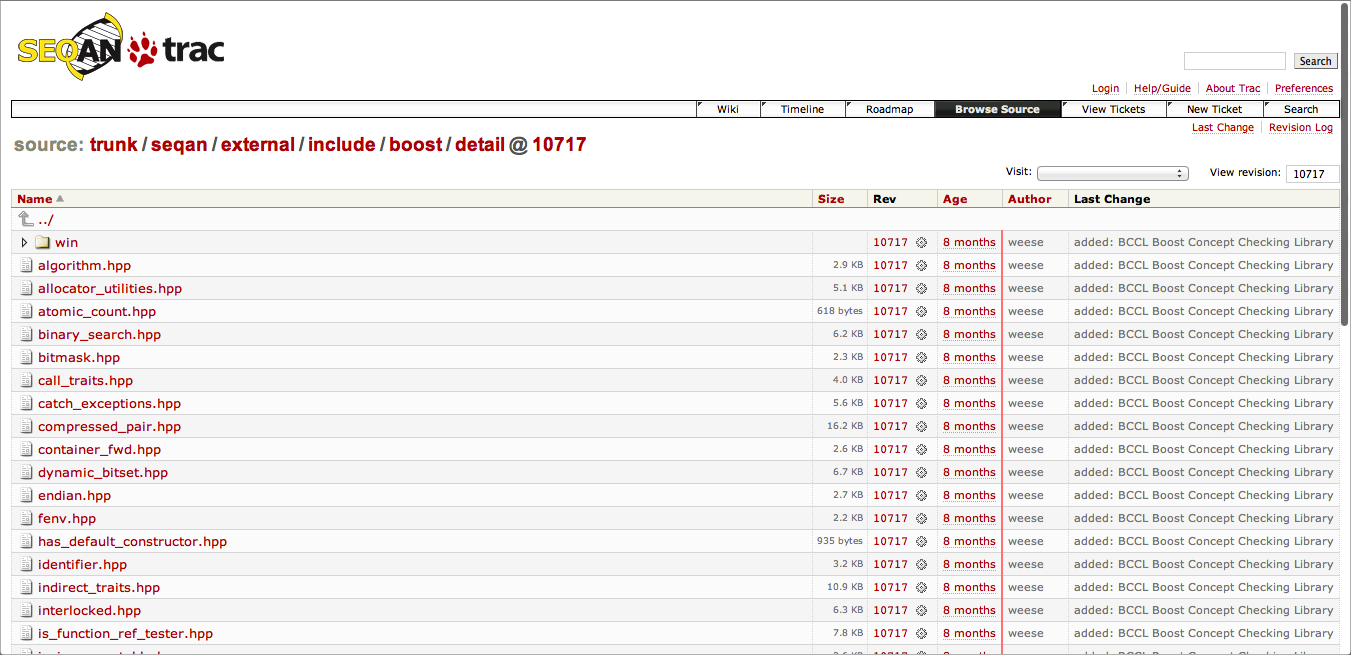 SEQAN trac
Search
Login Help/Guide About Trac Preferences
Wiki Timeline Roadmap Browse Source View Tickets New Ticket Search
Last Change Revision Log
source: trunk / seqan / external / include / boost / detail @ 10717
Visit: View revision: 10717
Name Size Rev Age Author Last Change
../
win 10717 8 months weese added: BCCL Boost Concept Checking Library
algorithm.hpp 2.9 KB 10717 8 months weese added: BCCL Boost Concept Checking Library
allocator_utilities.hpp 5.1 KB 10717 8 months weese added: BCCL Boost Concept Checking Library
atomic_count.hpp 618 bytes 10717 8 months weese added: BCCL Boost Concept Checking Library
binary_search.hpp 6.2 KB 10717 8 months weese added: BCCL Boost Concept Checking Library
bitmask.hpp 2.3 KB 10717 8 months weese added: BCCL Boost Concept Checking Library
call_traits.hpp 4.0 KB 10717 8 months weese added: BCCL Boost Concept Checking Library
catch_exceptions.hpp 5.6 KB 10717 8 months weese added: BCCL Boost Concept Checking Library
compressed_pair.hpp 16.2 KB 10717 8 months weese added: BCCL Boost Concept Checking Library
container_fwd.hpp 2.6 KB 10717 8 months weese added: BCCL Boost Concept Checking Library
dynamic_bitset.hpp 6.7 KB 10717 8 months weese added: BCCL Boost Concept Checking Library
endian.hpp 2.7 KB 10717 8 months weese added: BCCL Boost Concept Checking Library
fenv.hpp 2.2 KB 10717 8 months weese added: BCCL Boost Concept Checking Library
has_default_constructor.hpp 935 bytes 10717 8 months weese added: BCCL Boost Concept Checking Library
identifier.hpp 3.2 KB 10717 8 months weese added: BCCL Boost Concept Checking Library
indirect_traits.hpp 10.9 KB 10717 8 months weese added: BCCL Boost Concept Checking Library
interlocked.hpp 6.3 KB 10717 8 months weese added: BCCL Boost Concept Checking Library
is_function_ref_tester.hpp 7.8 KB 10717 8 months weese added: BCCL Boost Concept Checking Library